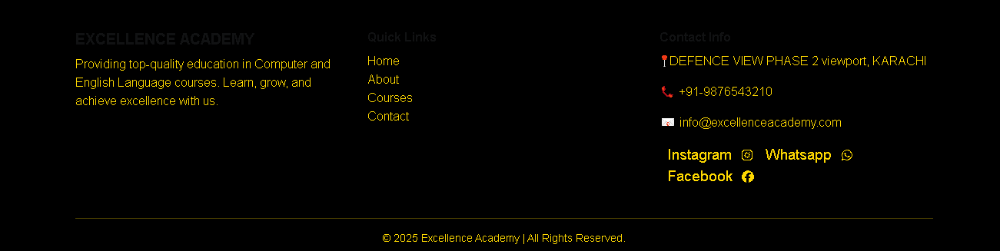 EXCELLENCE ACADEMY
Providing top-quality education in Computer and
English Language courses. Learn, grow, and
achieve excellence with us.
Quick Links
Home
About
Courses
Contact
Contact Info
📍DEFENCE VIEW PHASE 2 viewport, KARACHI
📞 +91-9876543210
📧 info@excellenceacademy.com
Instagram Whatsapp
Facebook
© 2025 Excellence Academy | All Rights Reserved.